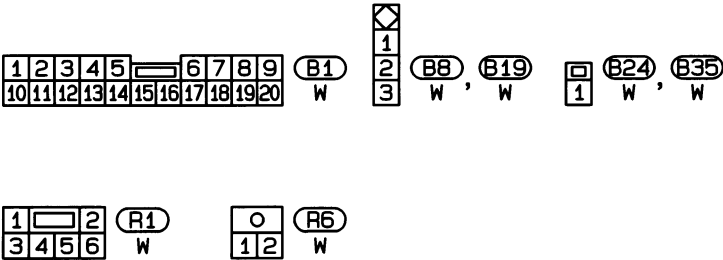 1 2 3 4 5 6 7 8 9 B1
10 11 12 13 14 15 16 17 18 19 20 W
1
2 B8 , B19
3 W W
B24 , B35
1 W W
1 2 R1
3 4 5 6 W
R6
1 2 W